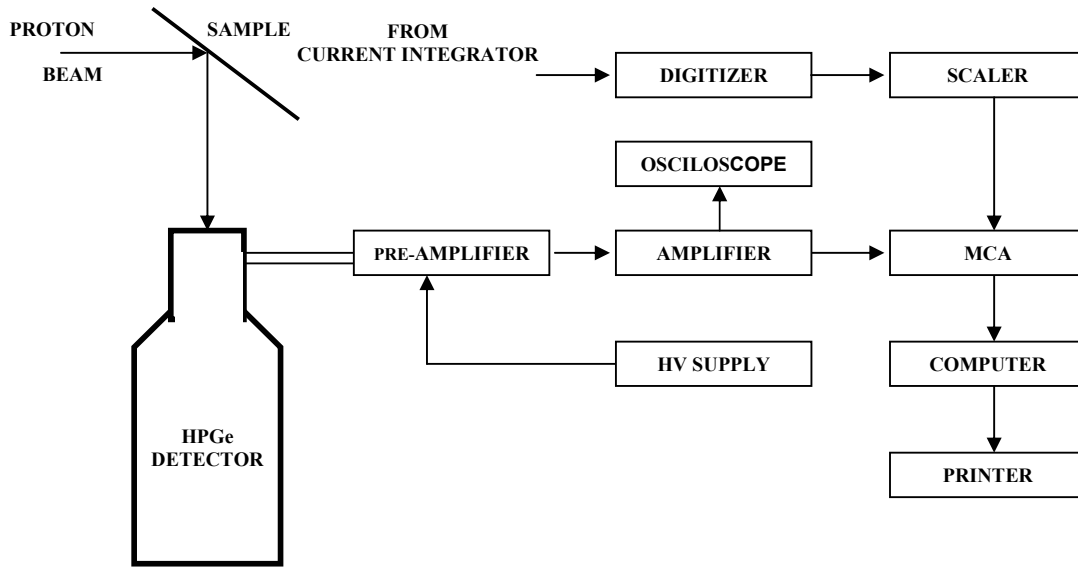 PROTON
BEAM
SAMPLE
FROM
CURRENT INTEGRATOR
DIGITIZER
SCALER
OSCILOSCOPE
PRE-AMPLIFIER
AMPLIFIER
MCA
HV SUPPLY
COMPUTER
HPGe
DETECTOR
PRINTER